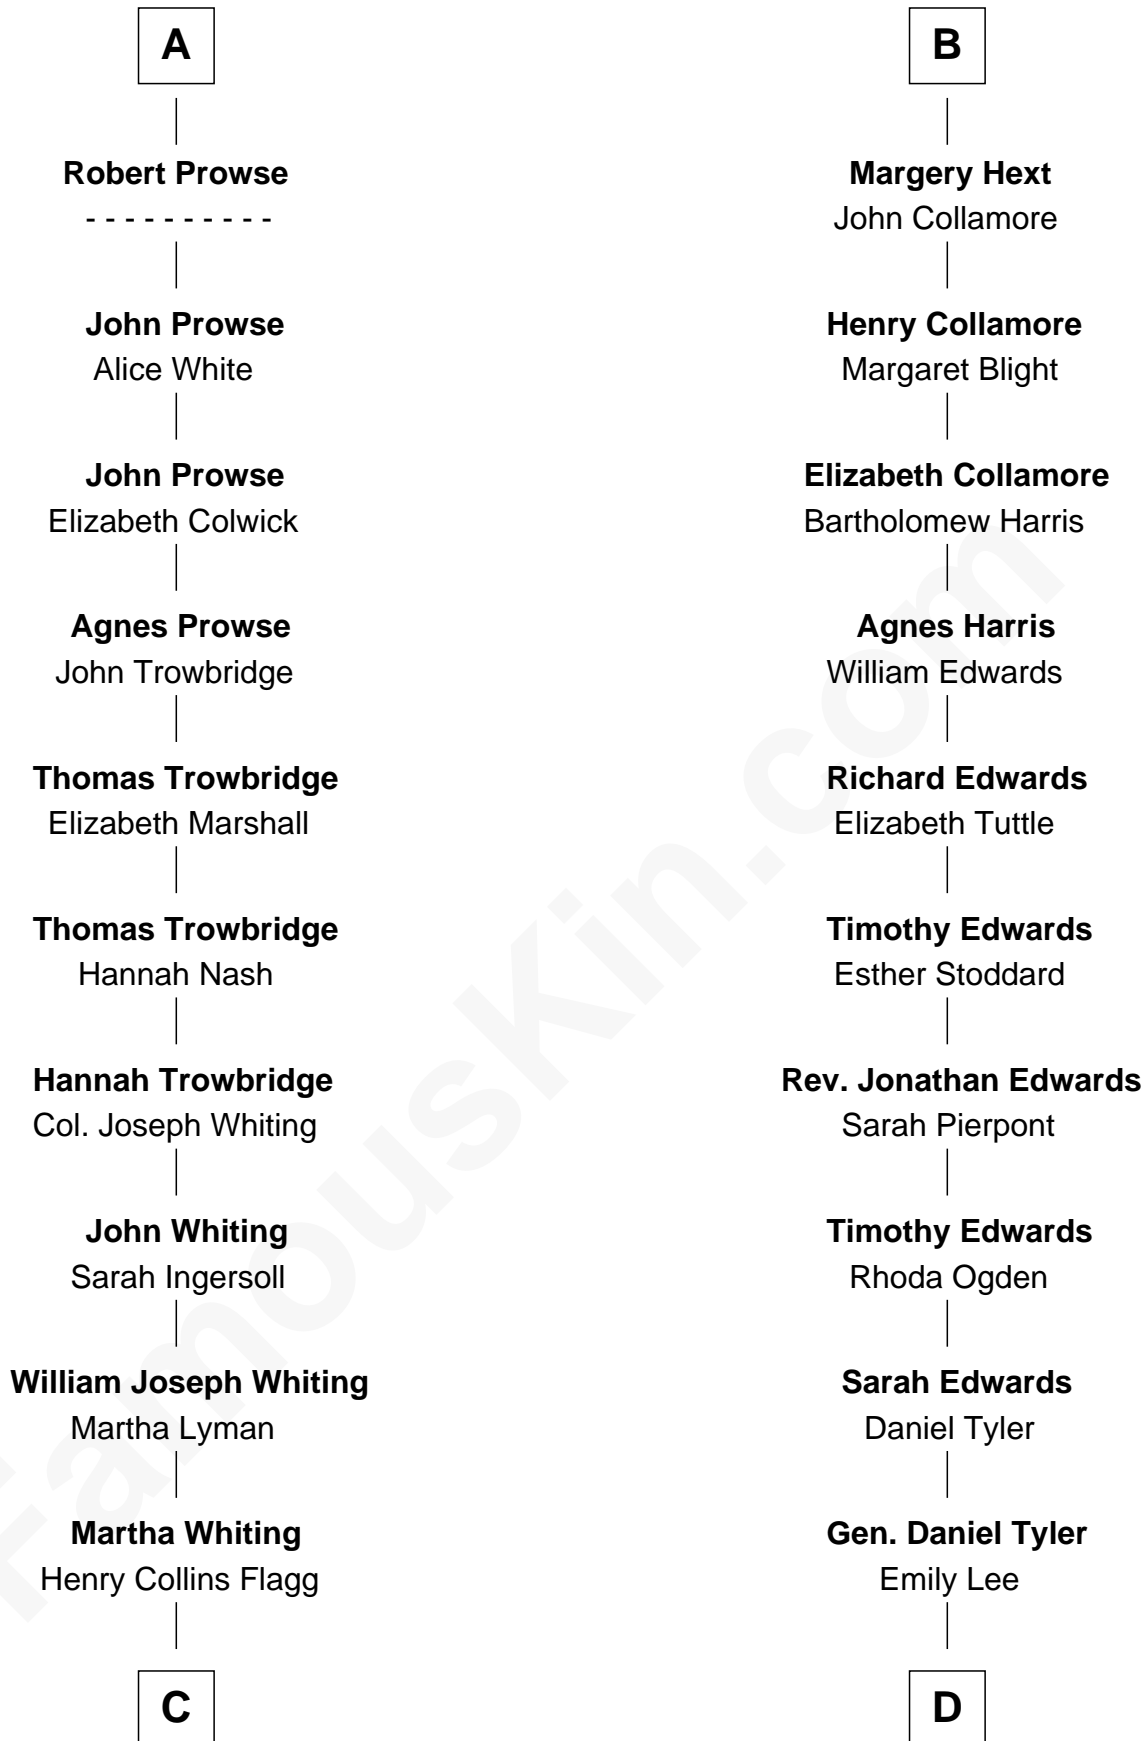 A
Robert Prowse
- - - - - - - - - -
John Prowse
Alice White
John Prowse
Elizabeth Colwick
Agnes Prowse
John Trowbridge
Thomas Trowbridge
Elizabeth Marshall
Thomas Trowbridge
Hannah Nash
Hannah Trowbridge
Col. Joseph Whiting
John Whiting
Sarah Ingersoll
William Joseph Whiting
Martha Lyman
Martha Whiting
Henry Collins Flagg
C
B
Margery Hext
John Collamore
Henry Collamore
Margaret Blight
Elizabeth Collamore
Bartholomew Harris
Agnes Harris
William Edwards
Richard Edwards
Elizabeth Tuttle
Timothy Edwards
Esther Stoddard
Rev. Jonathan Edwards
Sarah Pierpont
Timothy Edwards
Rhoda Ogden
Sarah Edwards
Daniel Tyler
Gen. Daniel Tyler
Emily Lee
D
FamousKin.com